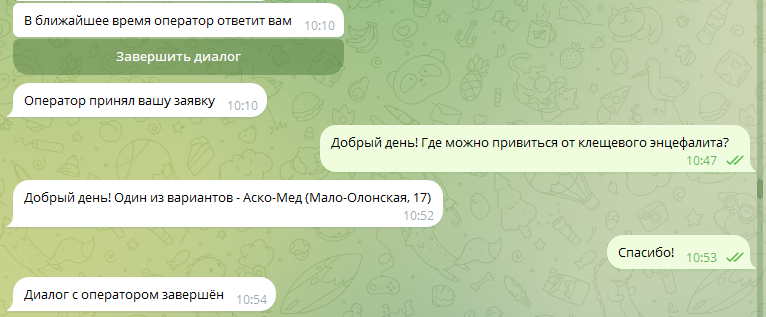 В ближайшее время оператор ответит вам
10:10
Завершить диалог
Оператор принял вашу заявку
10:10
Добрый день! Где можно привиться от клещевого энцефалита?
10:47
Добрый день! Один из вариантов - Аско-Мед (Мало-Олонская, 17)
10:52
Спасибо!
10:53
Диалог с оператором завершён
10:54